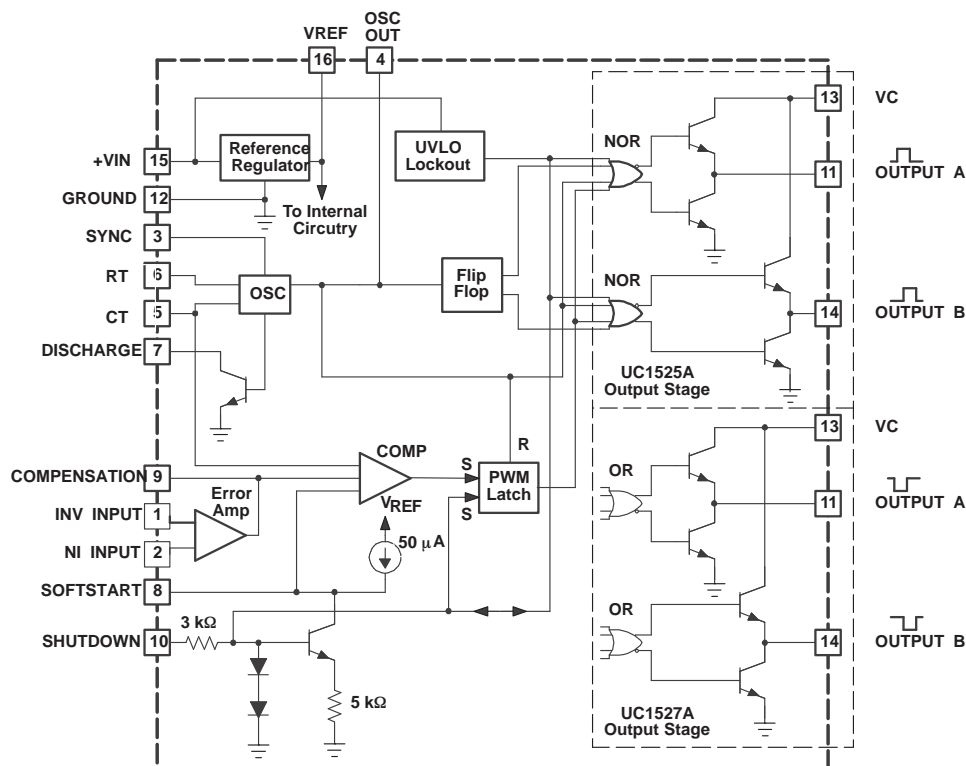 VREF
OSC
OUT
16
4
13
VC
+VIN
15
Reference
Regulator
UVLO
Lockout
NOR
11
OUTPUT A
GROUND
12
To Internal
Circutry
SYNC
3
RT
6
OSC
Flip
Flop
NOR
CT
5
14
OUTPUT B
DISCHARGE
7
UC1525A
Output Stage
13
VC
COMP
R
COMPENSATION
9
S
PWM
Latch
OR
Error
Amp
VREF
S
11
OUTPUT A
INV INPUT
1
50 µA
NI INPUT
2
SOFTSTART
8
OR
3 kΩ
SHUTDOWN
10
14
OUTPUT B
5 kΩ
UC1527A
Output Stage